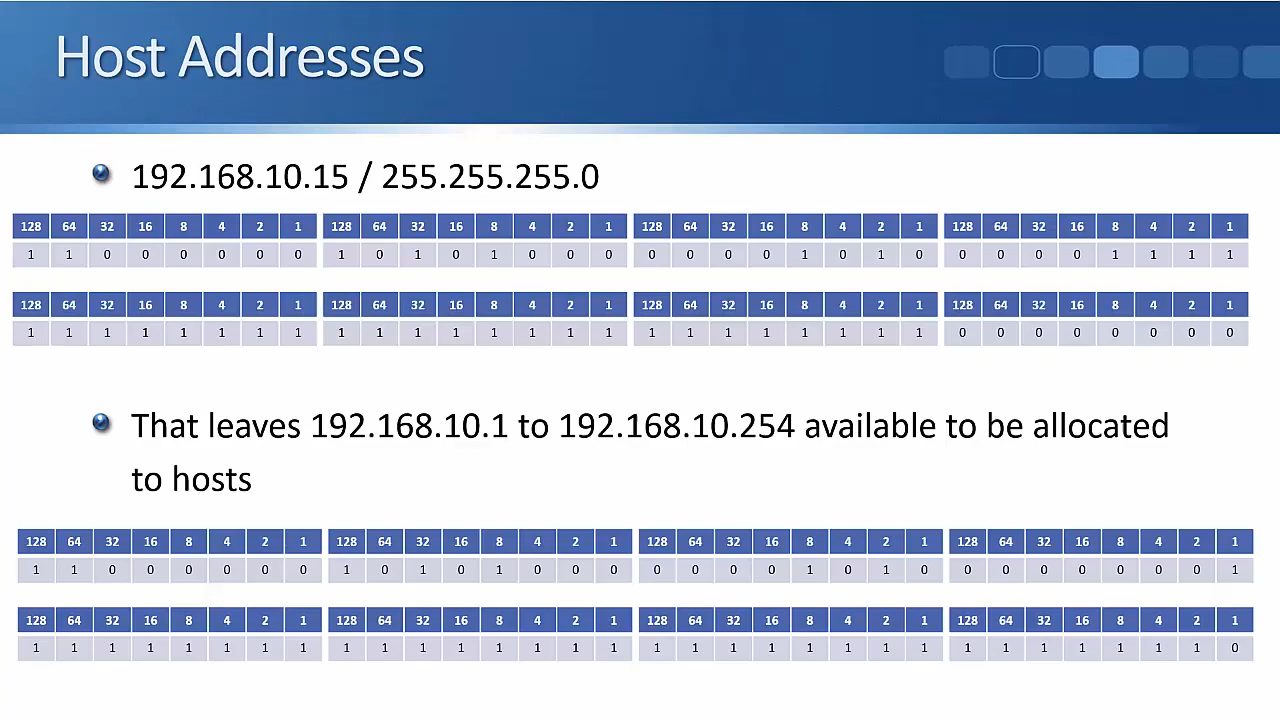 Host Addresses
192.168.10.15 / 255.255.255.0
128 64 32 16 8 4 2 1 128 64 32 16 8 4 2 1 128 64 32 16 8 4 2 1 128 64 32 16 8 4 2 1
1 1 0 0 0 0 0 0 1 0 1 0 1 0 0 0 0 0 0 0 1 0 1 0 0 0 0 0 1 1 1 1
128 64 32 16 8 4 2 1 128 64 32 16 8 4 2 1 128 64 32 16 8 4 2 1 128 64 32 16 8 4 2 1
1 1 1 1 1 1 1 1 1 1 1 1 1 1 1 1 1 1 1 1 1 1 1 1 0 0 0 0 0 0 0 0
That leaves 192.168.10.1 to 192.168.10.254 available to be allocated
to hosts
128 64 32 16 8 4 2 1 128 64 32 16 8 4 2 1 128 64 32 16 8 4 2 1 128 64 32 16 8 4 2 1
1 1 0 0 0 0 0 0 1 0 1 0 1 0 0 0 0 0 0 0 1 0 1 0 0 0 0 0 0 0 0 1
128 64 32 16 8 4 2 1 128 64 32 16 8 4 2 1 128 64 32 16 8 4 2 1 128 64 32 16 8 4 2 1
1 1 1 1 1 1 1 1 1 1 1 1 1 1 1 1 1 1 1 1 1 1 1 1 1 1 1 1 1 1 1 0